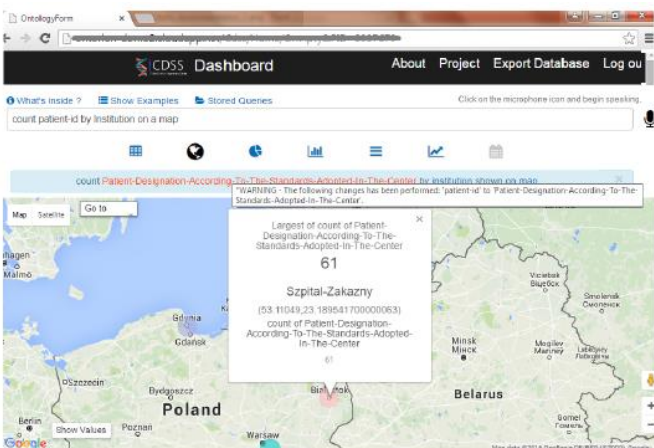 OntologyForm
CDSS Dashboard
About Project Export Database Log ou
What's inside ? Show Examples Stored Queries
Click on the microphone icon and begin speaking.
count patient-id by Institution on a map
count Patient-Designation-According-To-The-Standards-Adopted-In-The-Center by institution shown on map
"WARNING - The following changes has been performed: 'patient-id' to 'Patient-Designation-According-To-The-
Standards-Adopted-In-The-Center'.
Map Satellite Go to
Largest of count of Patient-
Designation-According-To-The-
Standards-Adopted-In-The-Center
61
Szpital-Zakazny
(53.11049,23.189541700000063)
count of Patient-Designation-
According-To-The-Standards-Adopted-
In-The-Center
61
hagen
Malmö
Gdynia
Gdańsk
Viciebsk
Віцебск
Smolensk
Смоленск
Minsk
Мінск
Mogilev
Szczecin
Bydgoszcz
Białystok
Belarus
Poland
Berlin
Show Values
Poznań
Warsaw
Gomel
Google